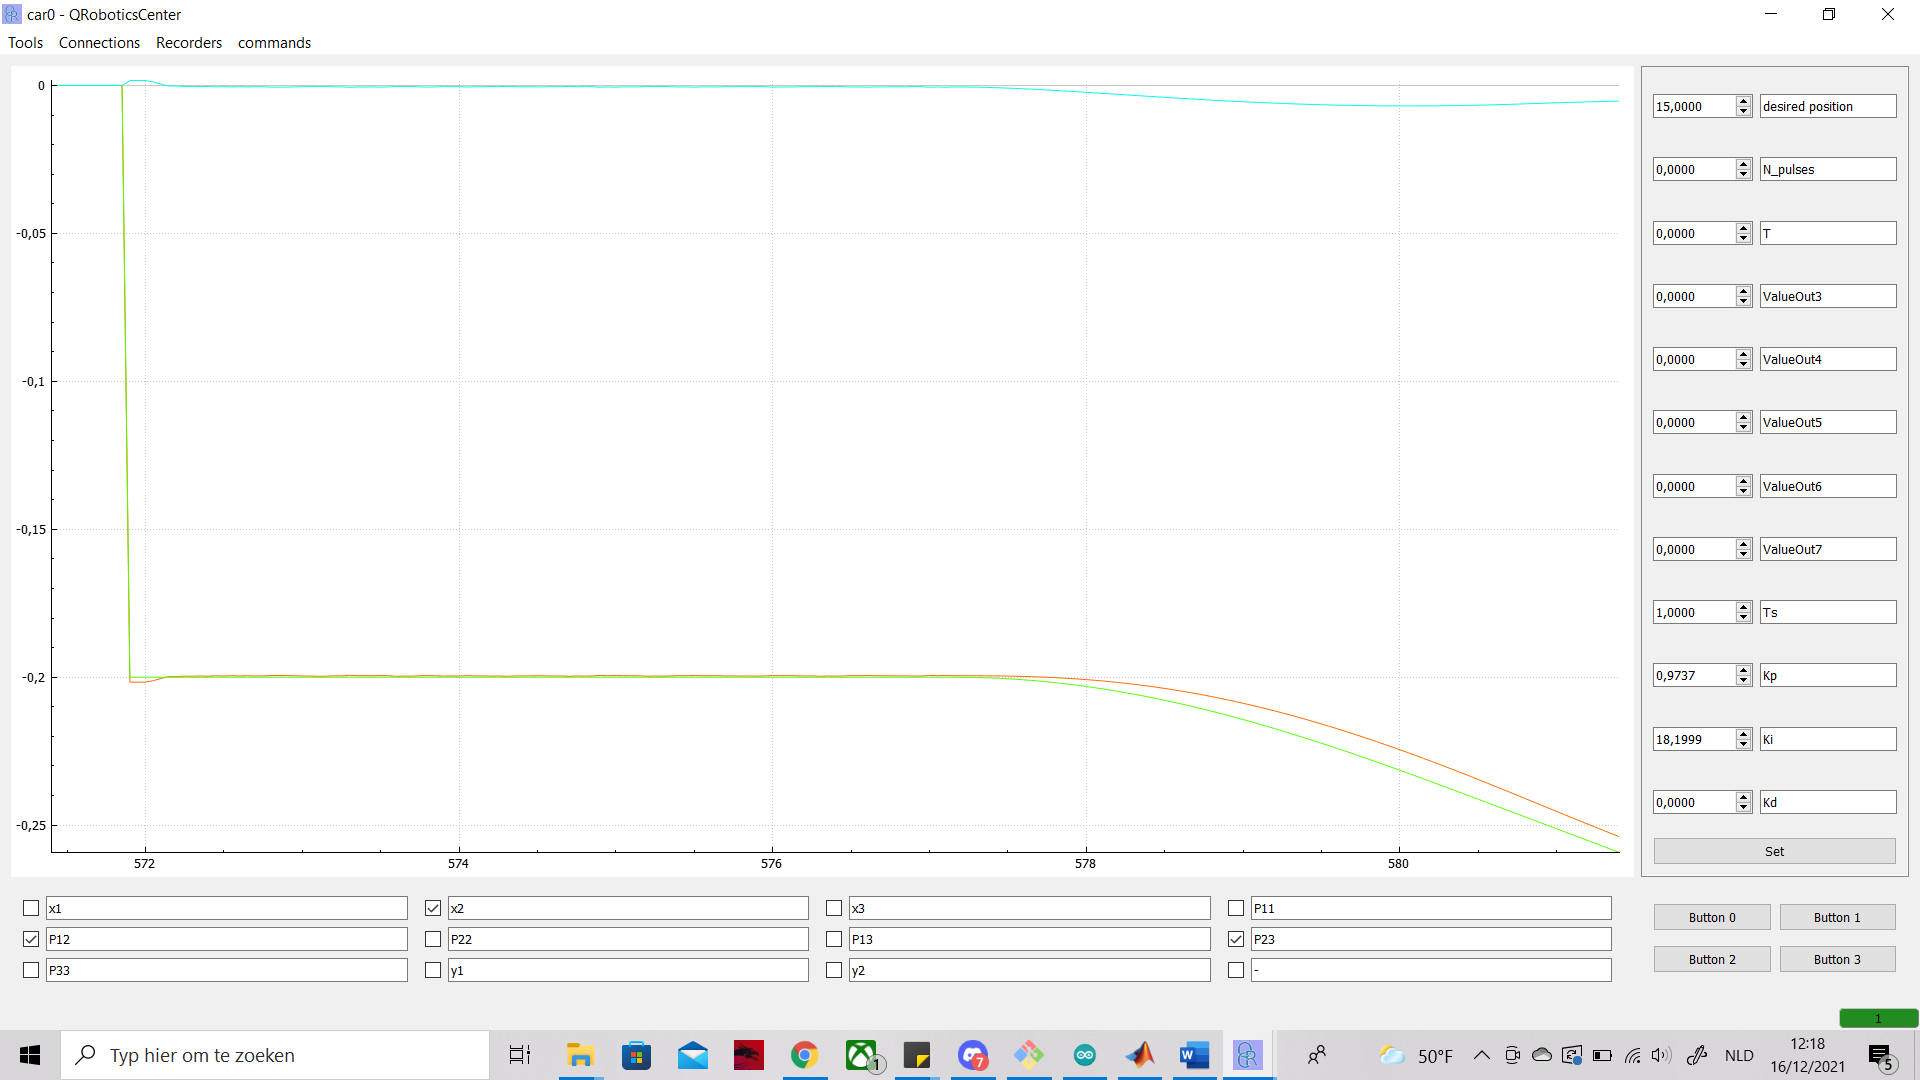 car0 - QRoboticsCenter
Tools Connections Recorders commands
0
-0,05
-0,1
-0,15
-0,2
-0,25
572 574 576 578 580
15,0000 desired position
0,0000 N_pulses
0,0000 T
0,0000 ValueOut3
0,0000 ValueOut4
0,0000 ValueOut5
0,0000 ValueOut6
0,0000 ValueOut7
1,0000 Ts
0,9737 Kp
18,1999 Ki
0,0000 Kd
Set
x1 x2 x3 P11
P12 P22 P13 P23
P33 y1 y2 -
Button 0 Button 1
Button 2 Button 3
1
Typ hier om te zoeken
1
7
W
50°F
NLD
12:18
16/12/2021
5